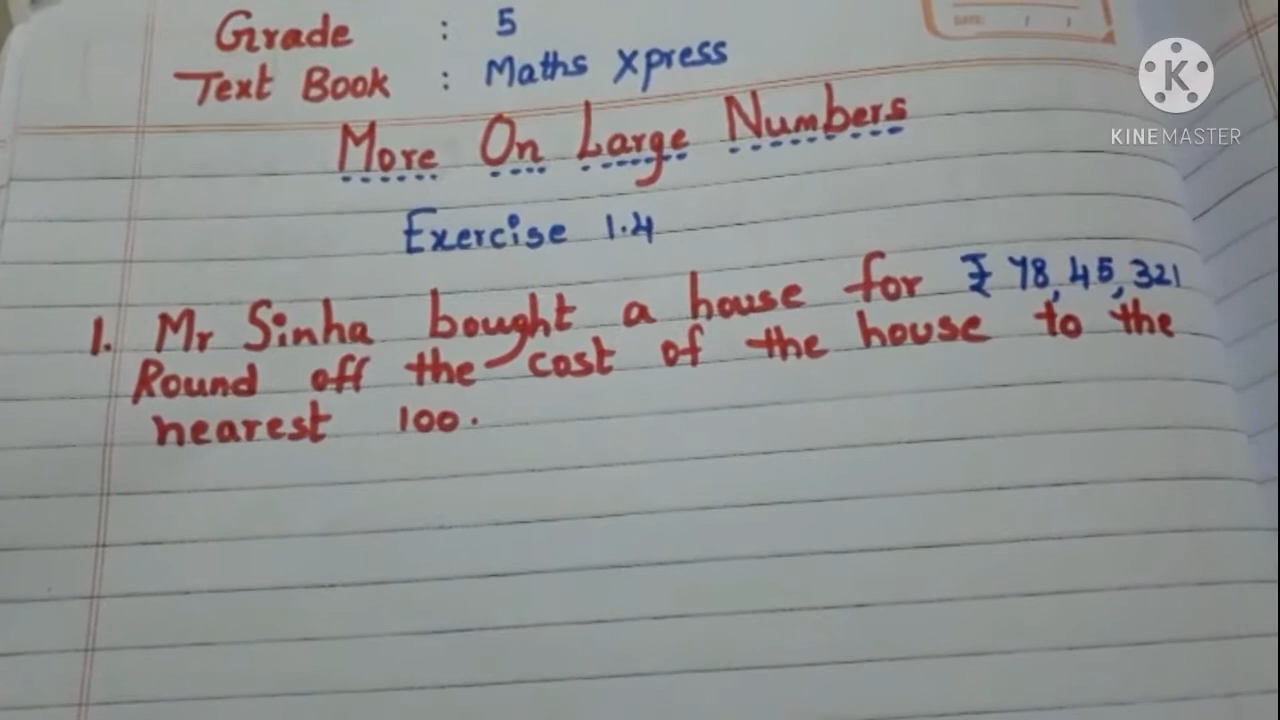 Grade : 5
DATE: / /
Text Book : Maths Xpress
K
KINEMASTER
More On Large Numbers
Exercise 1.4
1. Mr Sinha bought a house for ₹ 78,45,321
Round off the cost of the house to the
nearest 100.